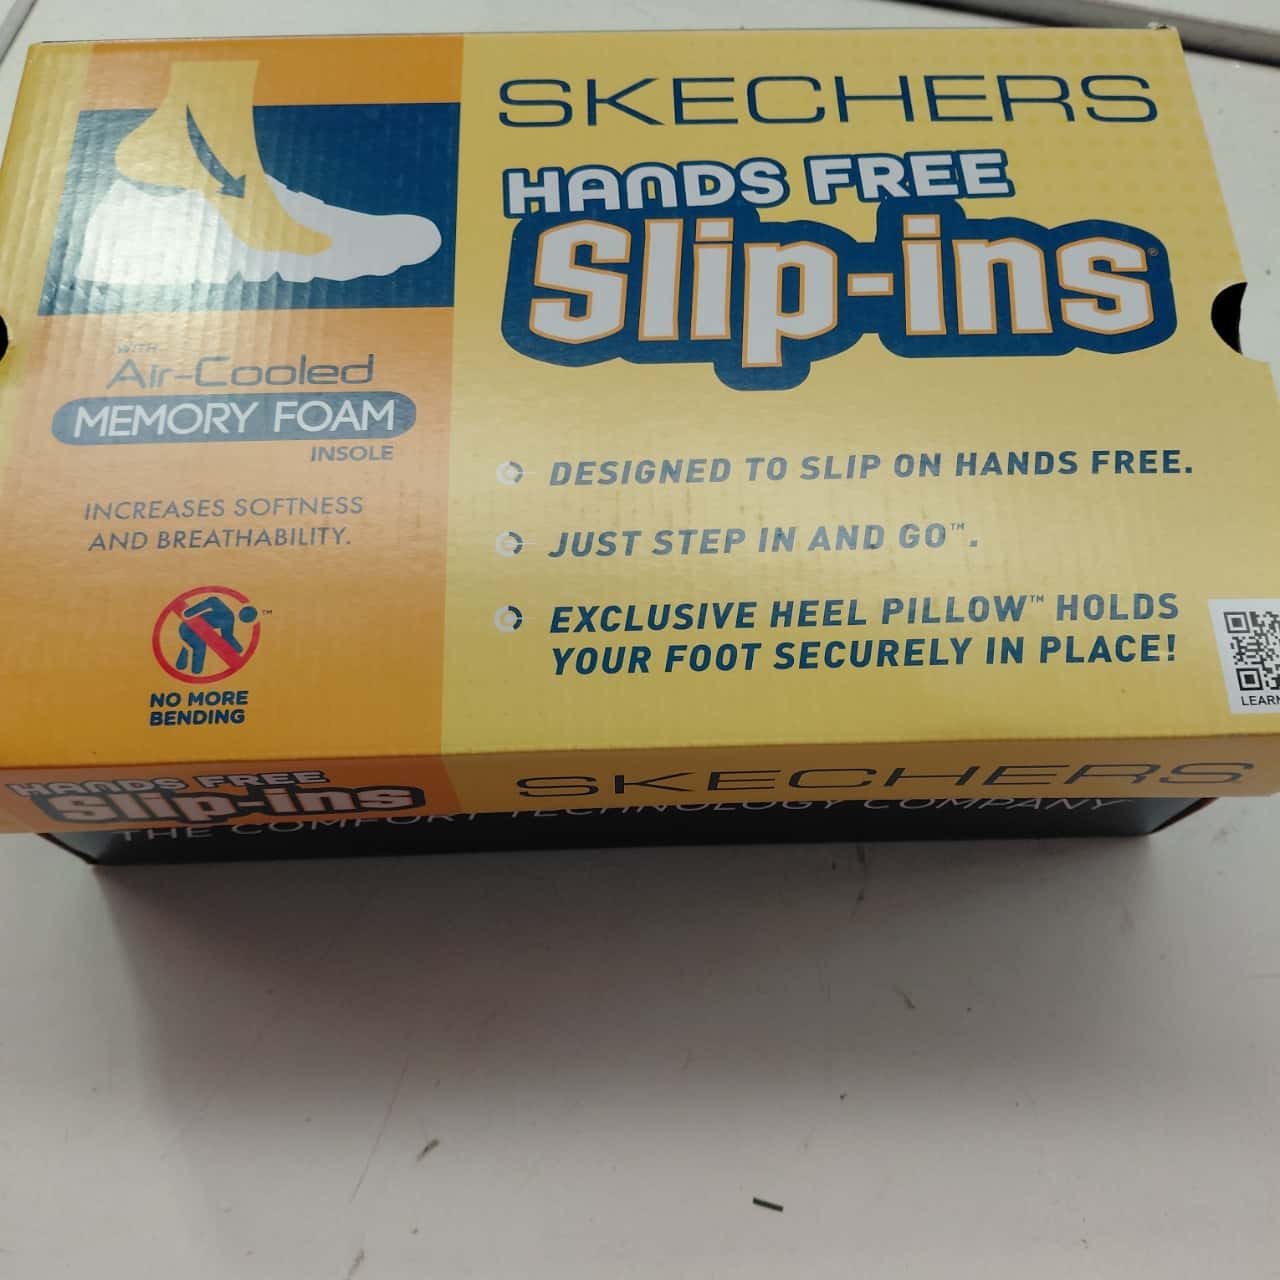 SKECHERS
HANDS FREE
Slip-ins®
WITH
Air-Cooled
MEMORY FOAM
INSOLE
INCREASES SOFTNESS
AND BREATHABILITY.
™
NO MORE
BENDING
DESIGNED TO SLIP ON HANDS FREE.
JUST STEP IN AND GO™.
EXCLUSIVE HEEL PILLOW™ HOLDS
YOUR FOOT SECURELY IN PLACE!
LEARN
HANDS FREE
Slip-ins
SKECHERS
THE COMFORT TECHNOLOGY COMPANY